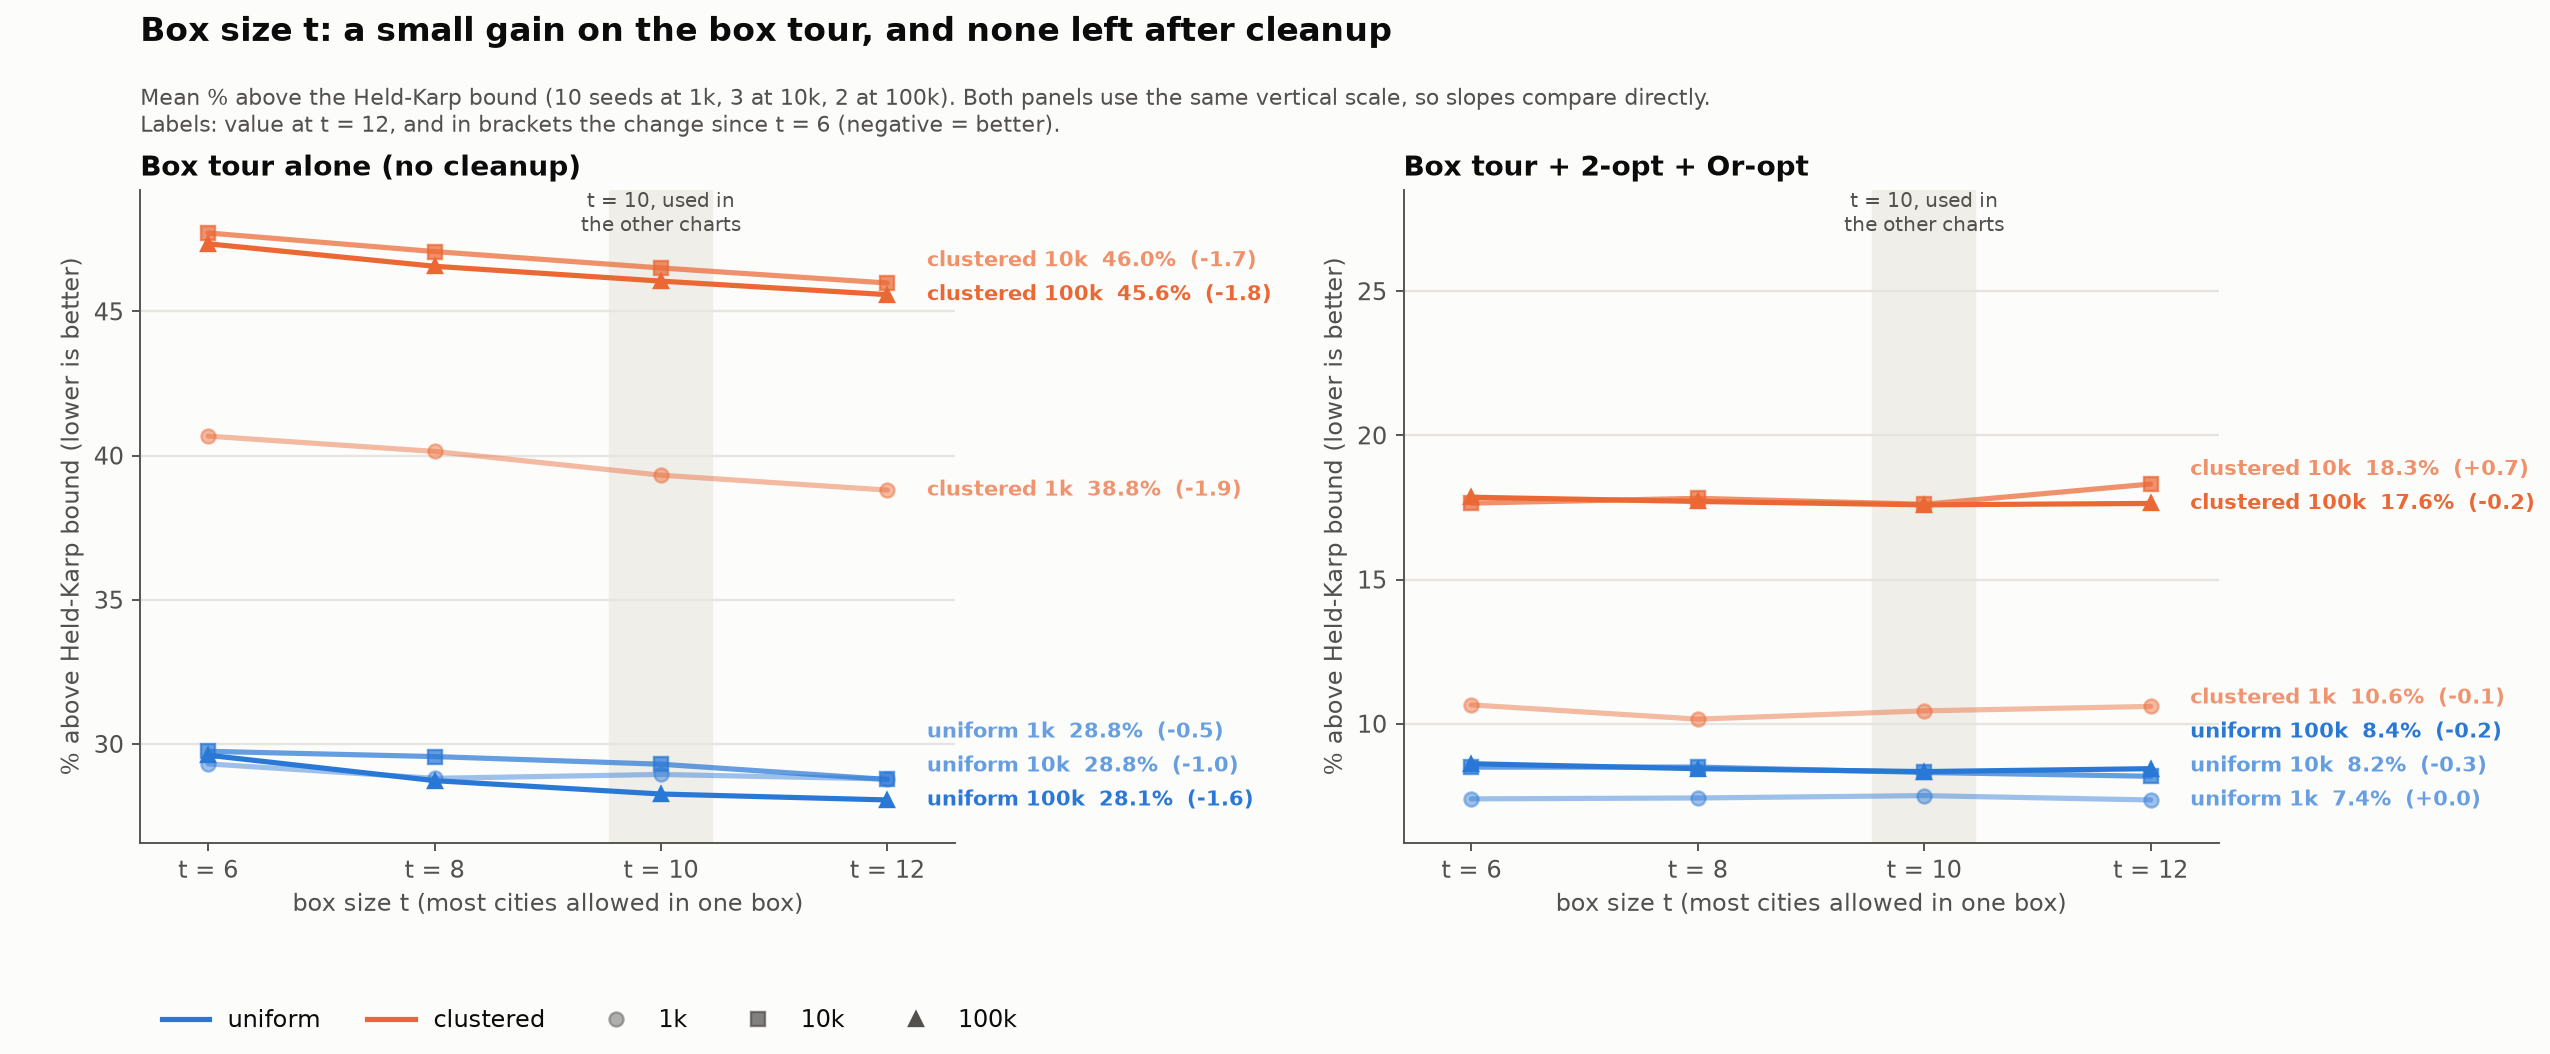 Box size t: a small gain on the box tour, and none left after cleanup
Mean % above the Held-Karp bound (10 seeds at 1k, 3 at 10k, 2 at 100k). Both panels use the same vertical scale, so slopes compare directly.
Labels: value at t = 12, and in brackets the change since t = 6 (negative = better).
Box tour alone (no cleanup)
t = 10, used in
the other charts
% above Held-Karp bound (lower is better)
45
40
35
30
clustered 10k 46.0% (-1.7)
clustered 100k 45.6% (-1.8)
clustered 1k 38.8% (-1.9)
uniform 1k 28.8% (-0.5)
uniform 10k 28.8% (-1.0)
uniform 100k 28.1% (-1.6)
t = 6
t = 8
t = 10
t = 12
box size t (most cities allowed in one box)
Box tour + 2-opt + Or-opt
t = 10, used in
the other charts
% above Held-Karp bound (lower is better)
25
20
15
10
clustered 10k 18.3% (+0.7)
clustered 100k 17.6% (-0.2)
clustered 1k 10.6% (-0.1)
uniform 100k 8.4% (-0.2)
uniform 10k 8.2% (-0.3)
uniform 1k 7.4% (+0.0)
t = 6
t = 8
t = 10
t = 12
box size t (most cities allowed in one box)
uniform
clustered
1k
10k
100k